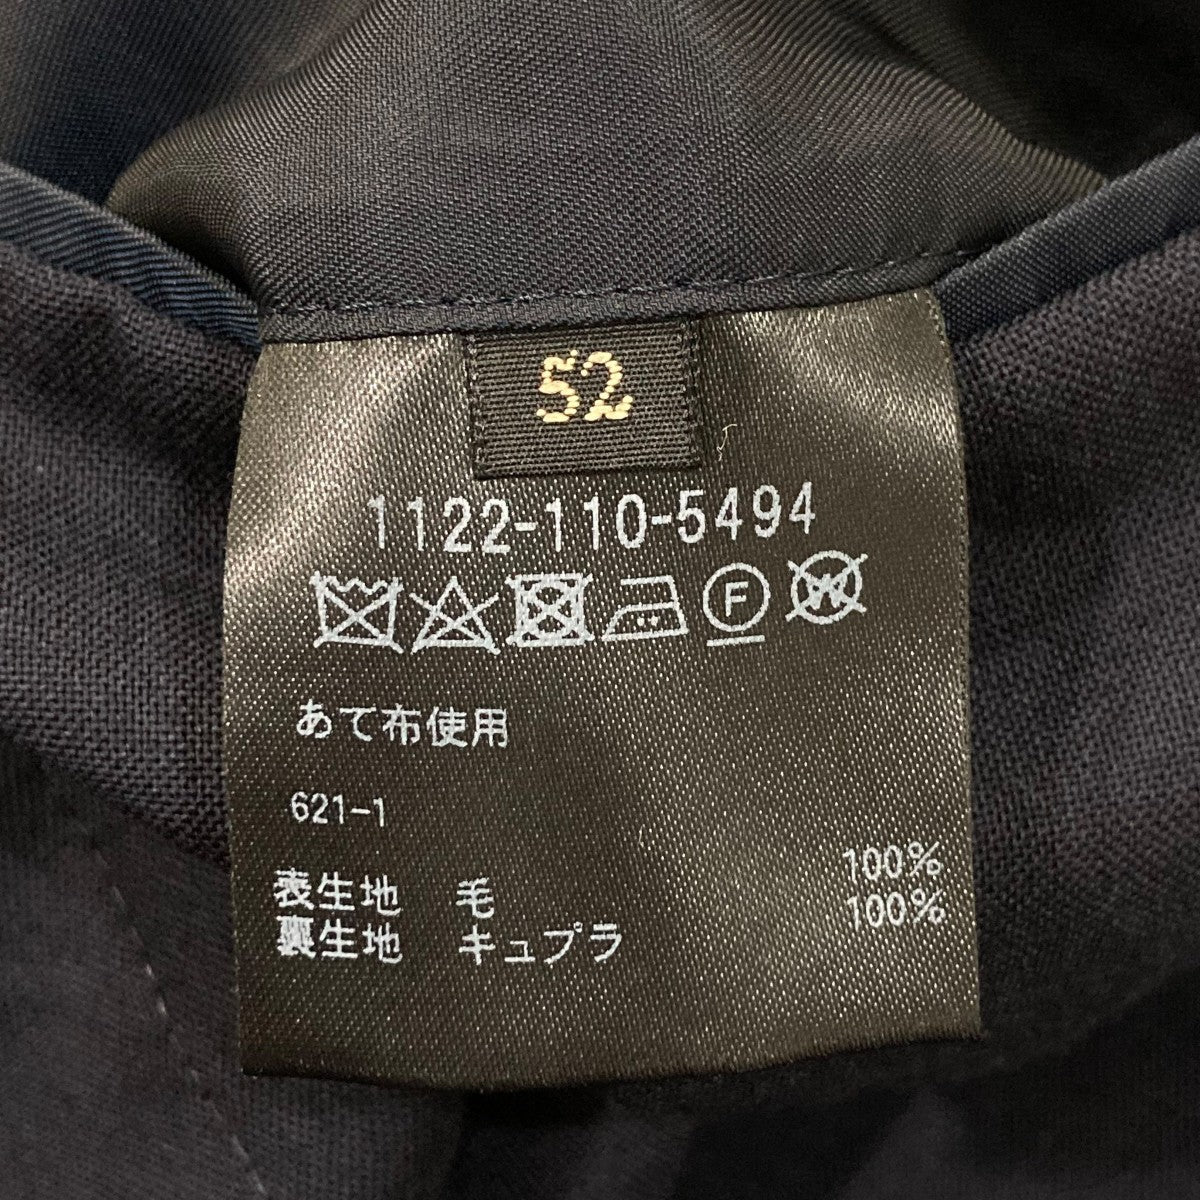 52
1122-110-5494
F W
あて布使用
621-1
表生地 毛 100%
裏生地 キュプラ 100%